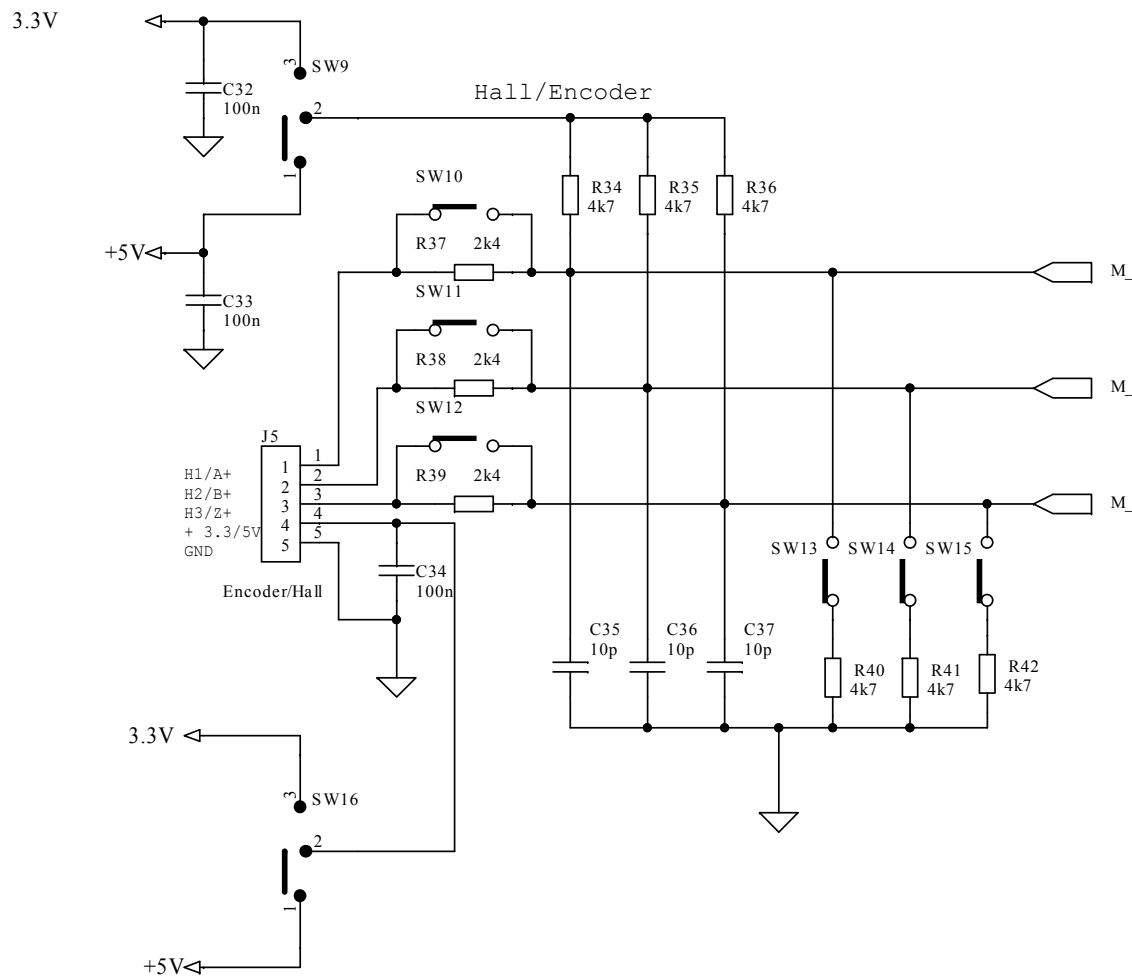 3.3V
3
SW9
C32
100n
2
Hall/Encoder
1
SW10
R34
4k7
R35
4k7
R36
4k7
R37 2k4
+5V
SW11
M_
C33
100n
R38 2k4
SW12
M_
J5
R39 2k4
H1/A+ 1 1
H2/B+ 2 2
H3/Z+ 3 3
+ 3.3/5V 4 4
GND 5 5
M_
SW13
SW14
SW15
Encoder/Hall
C34
100n
C35
10p
C36
10p
C37
10p
R40
4k7
R41
4k7
R42
4k7
3.3V
3
SW16
2
1
+5V